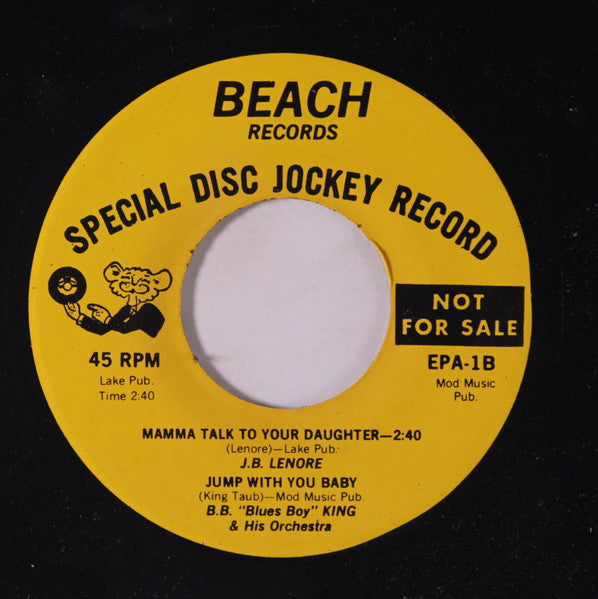 BEACH
RECORDS
SPECIAL DISC JOCKEY RECORD
NOT
FOR SALE
45 RPM
Lake Pub.
Time 2:40
EPA-1B
Mod Music
Pub.
MAMMA TALK TO YOUR DAUGHTER—2:40
(Lenore)—Lake Pub.
J.B. LENORE
JUMP WITH YOU BABY
(King Taub)—Mod Music Pub.
B.B. "Blues Boy" KING
& His Orchestra